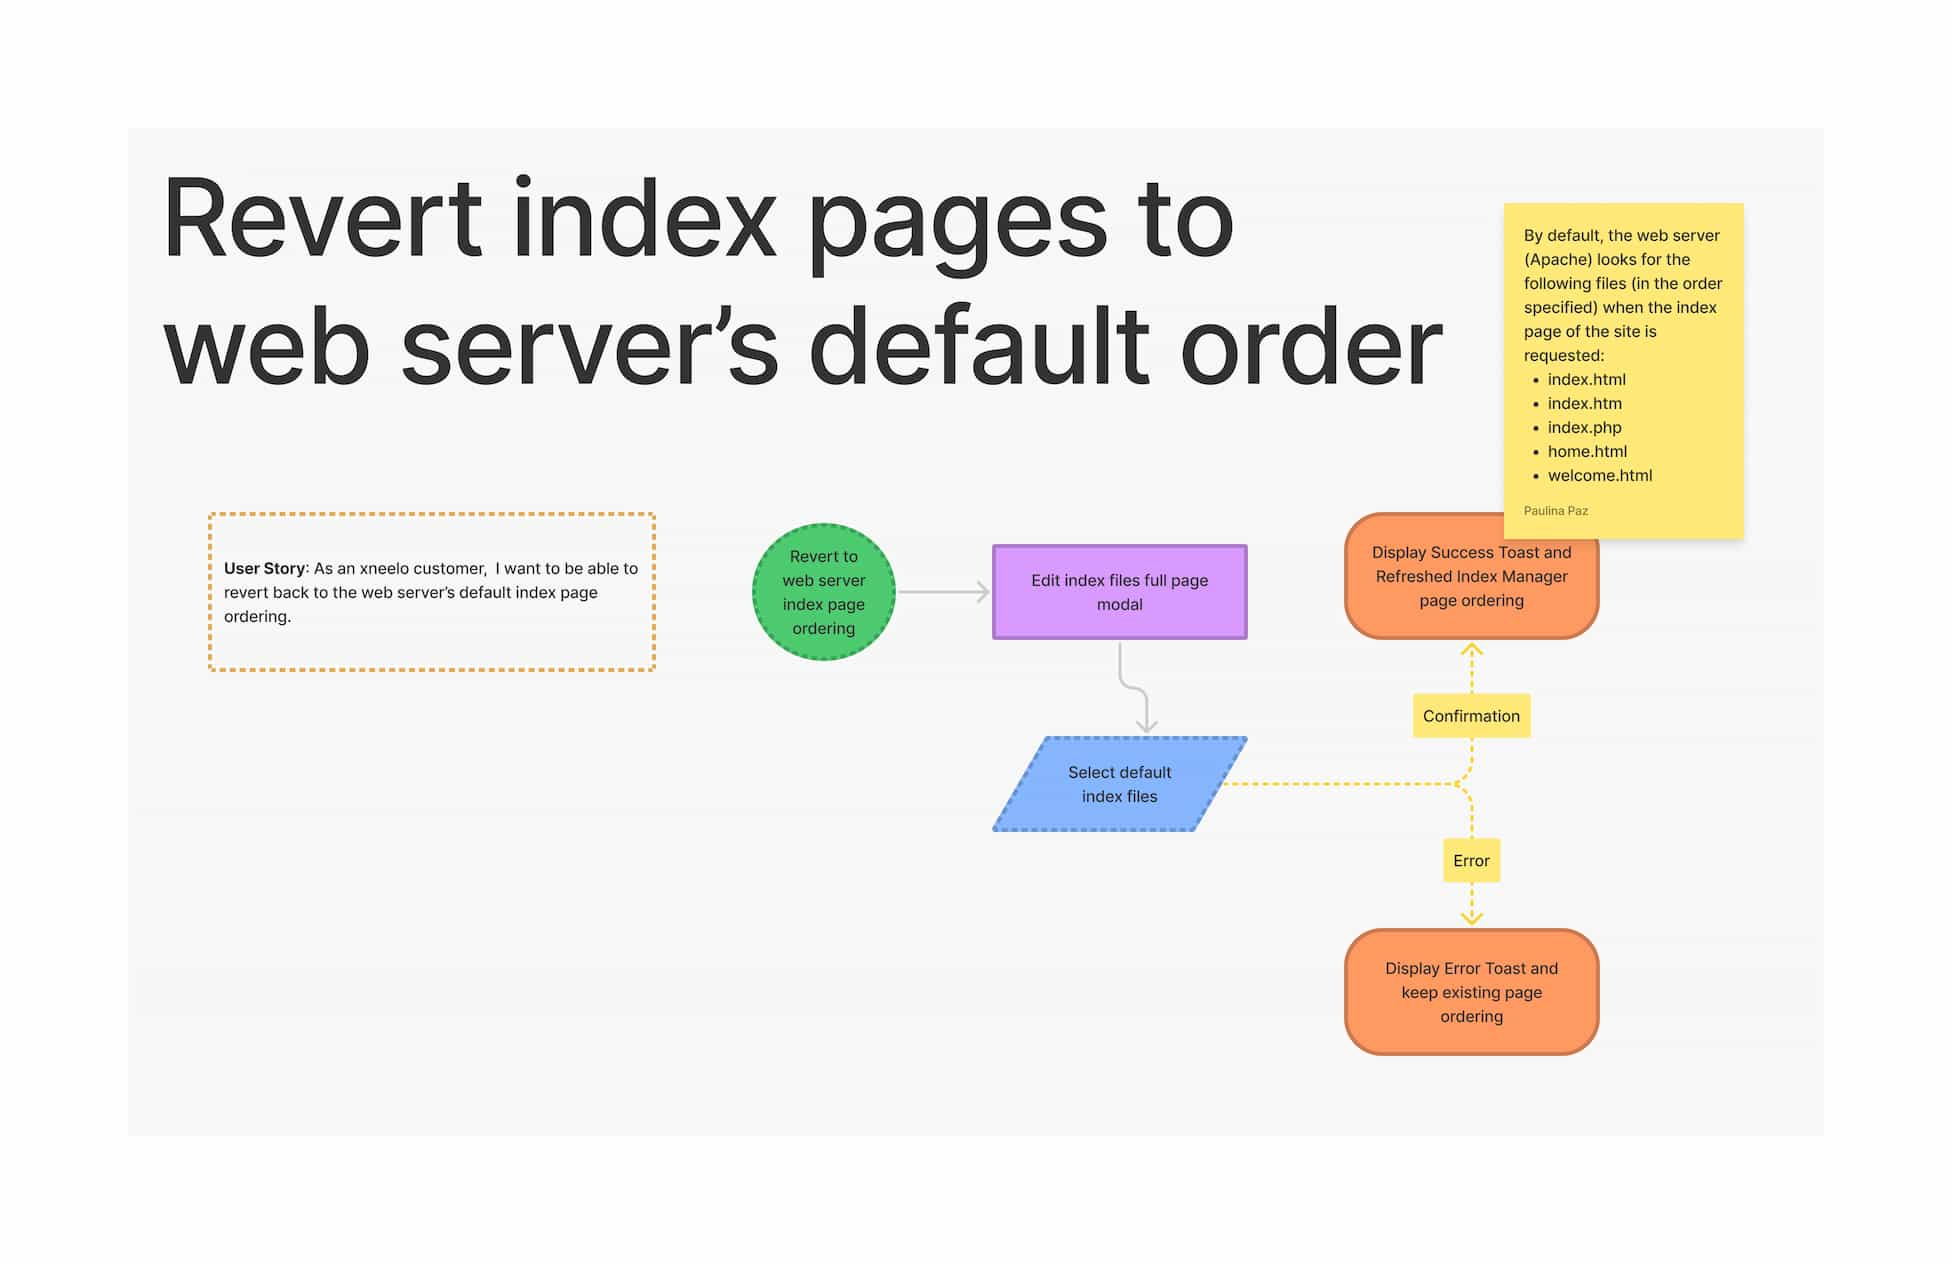 Revert index pages to
web server’s default order
By default, the web server
(Apache) looks for the
following files (in the order
specified) when the index
page of the site is
requested:
• index.html
• index.htm
• index.php
• home.html
• welcome.html
Paulina Paz
User Story: As an xneelo customer,  I want to be able to
revert back to the web server’s default index page
ordering.
Revert to
web server
index page
ordering
Edit index files full page
modal
Display Success Toast and
Refreshed Index Manager
page ordering
Confirmation
Select default
index files
Error
Display Error Toast and
keep existing page
ordering